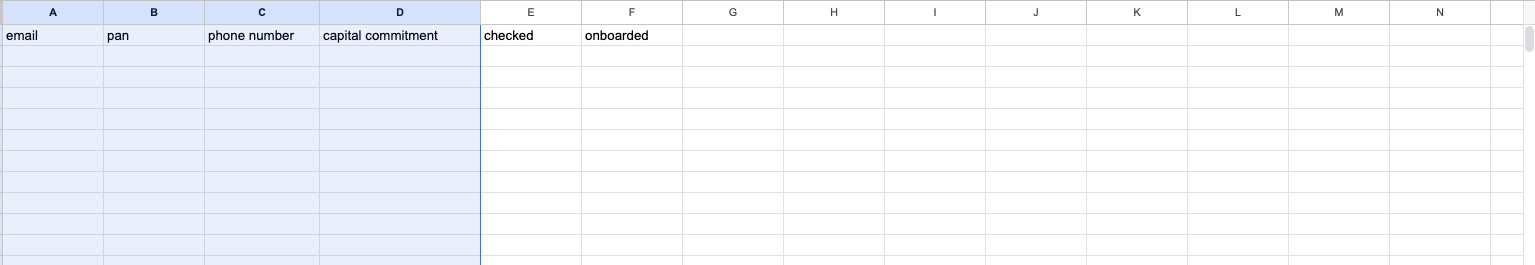 A B C D E F G H I J K L M N
email pan phone number capital commitment checked onboarded